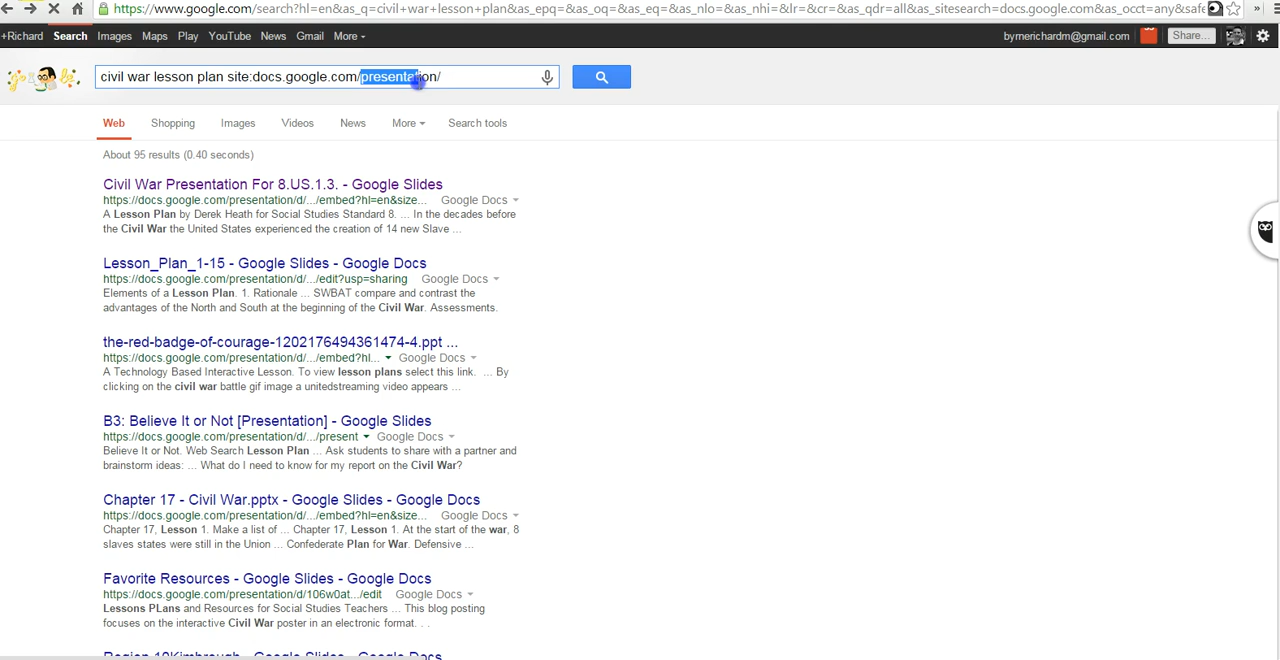 https://www.google.com/search?hl=en&as_q=civil+war+lesson+plan&as_epq=&as_oq=&as_eq=&as_nlo=&as_nhi=&lr=&cr=&as_qdr=all&as_sitesearch=docs.google.com&as_occt=any&safe
+Richard Search Images Maps Play YouTube News Gmail More
byrnerichardm@gmail.com Share...
civil war lesson plan site:docs.google.com/presentation/
Web Shopping Images Videos News More Search tools
About 95 results (0.40 seconds)
Civil War Presentation For 8.US.1.3. - Google Slides
https://docs.google.com/presentation/d/.../embed?hl=en&size... Google Docs
A Lesson Plan by Derek Heath for Social Studies Standard 8. ... In the decades before
the Civil War the United States experienced the creation of 14 new Slave ...
Lesson_Plan_1-15 - Google Slides - Google Docs
https://docs.google.com/presentation/d/.../edit?usp=sharing Google Docs
Elements of a Lesson Plan. 1. Rationale ... SWBAT compare and contrast the
advantages of the North and South at the beginning of the Civil War. Assessments.
the-red-badge-of-courage-1202176494361474-4.ppt ...
https://docs.google.com/presentation/d/.../embed?hl... Google Docs
A Technology Based Interactive Lesson. To view lesson plans select this link. ... By
clicking on the civil war battle gif image a unitedstreaming video appears ...
B3: Believe It or Not [Presentation] - Google Slides
https://docs.google.com/presentation/d/.../present Google Docs
Believe It or Not. Web Search Lesson Plan ... Ask students to share with a partner and
brainstorm ideas: ... What do I need to know for my report on the Civil War?
Chapter 17 - Civil War.pptx - Google Slides - Google Docs
https://docs.google.com/presentation/d/.../embed?hl=en&size... Google Docs
Chapter 17, Lesson 1. Make a list of ... Chapter 17, Lesson 1. At the start of the war, 8
slaves states were still in the Union ... Confederate Plan for War. Defensive ...
Favorite Resources - Google Slides - Google Docs
https://docs.google.com/presentation/d/106w0at.../edit Google Docs
Lessons PLans and Resources for Social Studies Teachers ... This blog posting
focuses on the interactive Civil War poster in an electronic format. . .
Region 10Kimbrough - Google Slides - Google Docs